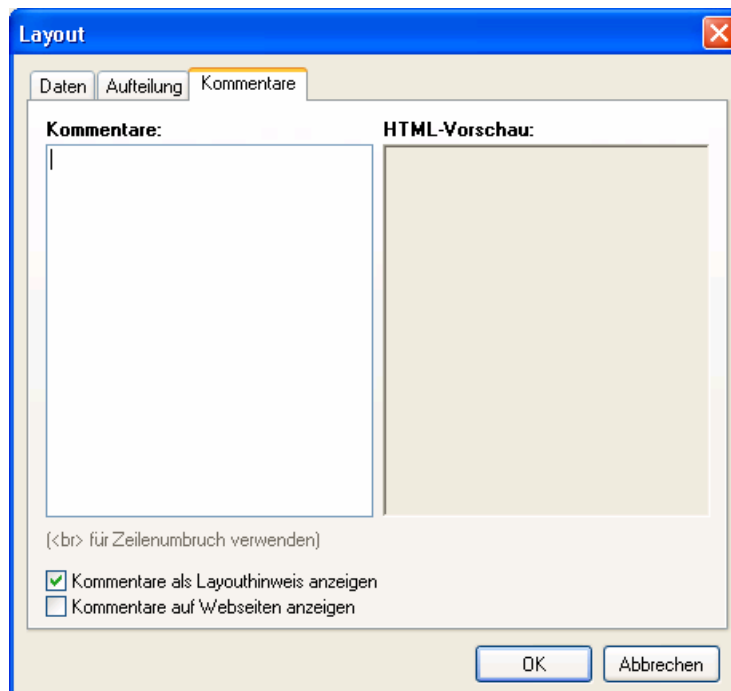 Layout
Daten Aufteilung Kommentare
Kommentare: HTML-Vorschau:
(<br> für Zeilenumbruch verwenden)
Kommentare als Layouthinweis anzeigen
Kommentare auf Webseiten anzeigen
OK Abbrechen